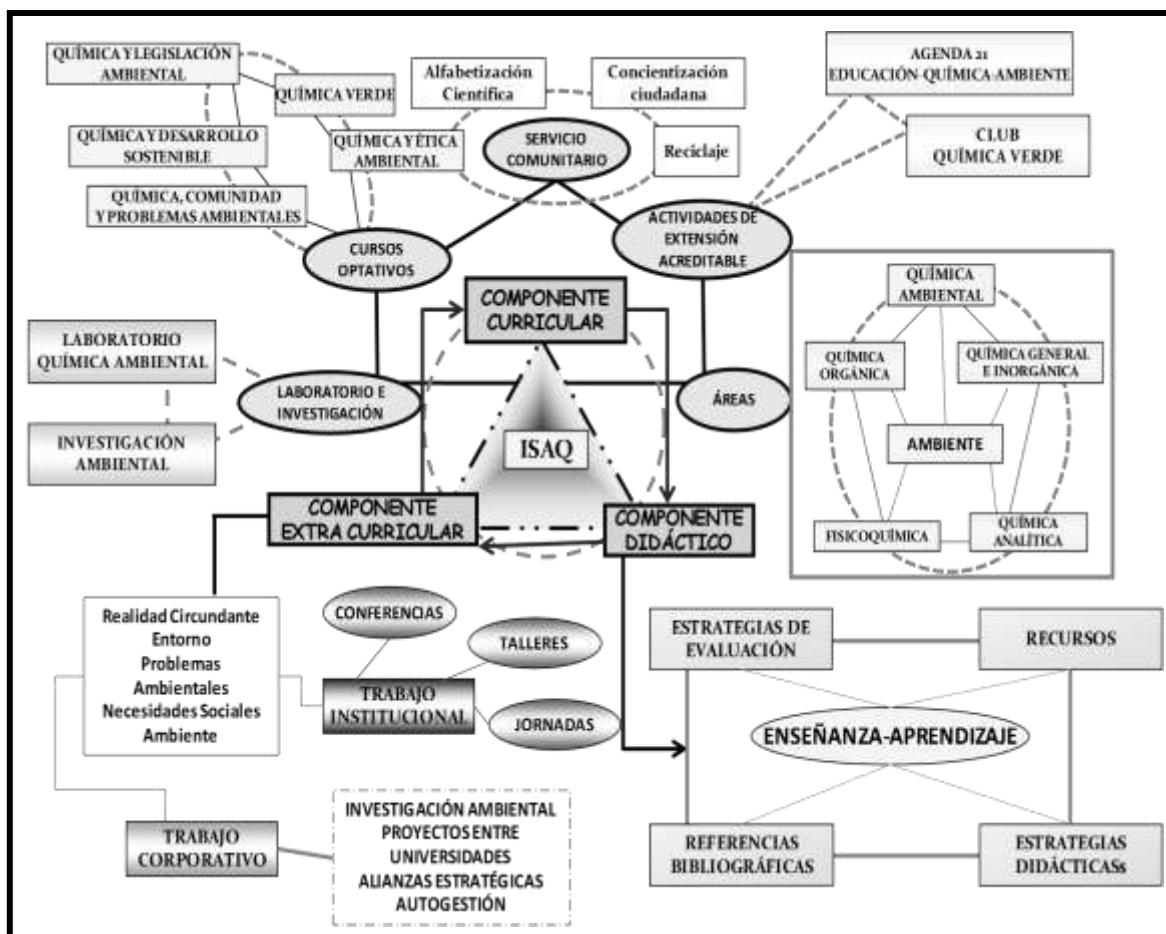 QUÍMICA Y LEGISLACIÓN
AMBIENTAL
QUÍMICA VERDE
QUÍMICA Y DESARROLLO
SOSTENIBLE
QUÍMICA Y ÉTICA
AMBIENTAL
QUÍMICA, COMUNIDAD
Y PROBLEMAS AMBIENTALES
Alfabetización
Científica
Concientización
ciudadana
SERVICIO
COMUNITARIO
Reciclaje
AGENDA 21
EDUCACIÓN-QUÍMICA-AMBIENTE
CLUB
QUÍMICA VERDE
CURSOS
OPTATIVOS
ACTIVIDADES DE
EXTENSIÓN
ACREDITABLE
COMPONENTE
CURRICULAR
LABORATORIO
QUÍMICA AMBIENTAL
INVESTIGACIÓN
AMBIENTAL
LABORATORIO E
INVESTIGACIÓN
ÁREAS
ISAQ
QUÍMICA
AMBIENTAL
QUÍMICA
ORGÁNICA
QUÍMICA GENERAL
E INORGÁNICA
AMBIENTE
FISICOQUÍMICA
QUÍMICA
ANALÍTICA
COMPONENTE
EXTRA CURRICULAR
COMPONENTE
DIDÁCTICO
Realidad Circundante
Entorno
Problemas
Ambientales
Necesidades Sociales
Ambiente
CONFERENCIAS
TALLERES
TRABAJO
INSTITUCIONAL
JORNADAS
TRABAJO
CORPORATIVO
INVESTIGACIÓN AMBIENTAL
PROYECTOS ENTRE
UNIVERSIDADES
ALIANZAS ESTRATÉGICAS
AUTOGESTIÓN
ESTRATEGIAS DE
EVALUACIÓN
RECURSOS
ENSEÑANZA-APRENDIZAJE
REFERENCIAS
BIBLIOGRÁFICAS
ESTRATEGIAS
DIDÁCTICASs